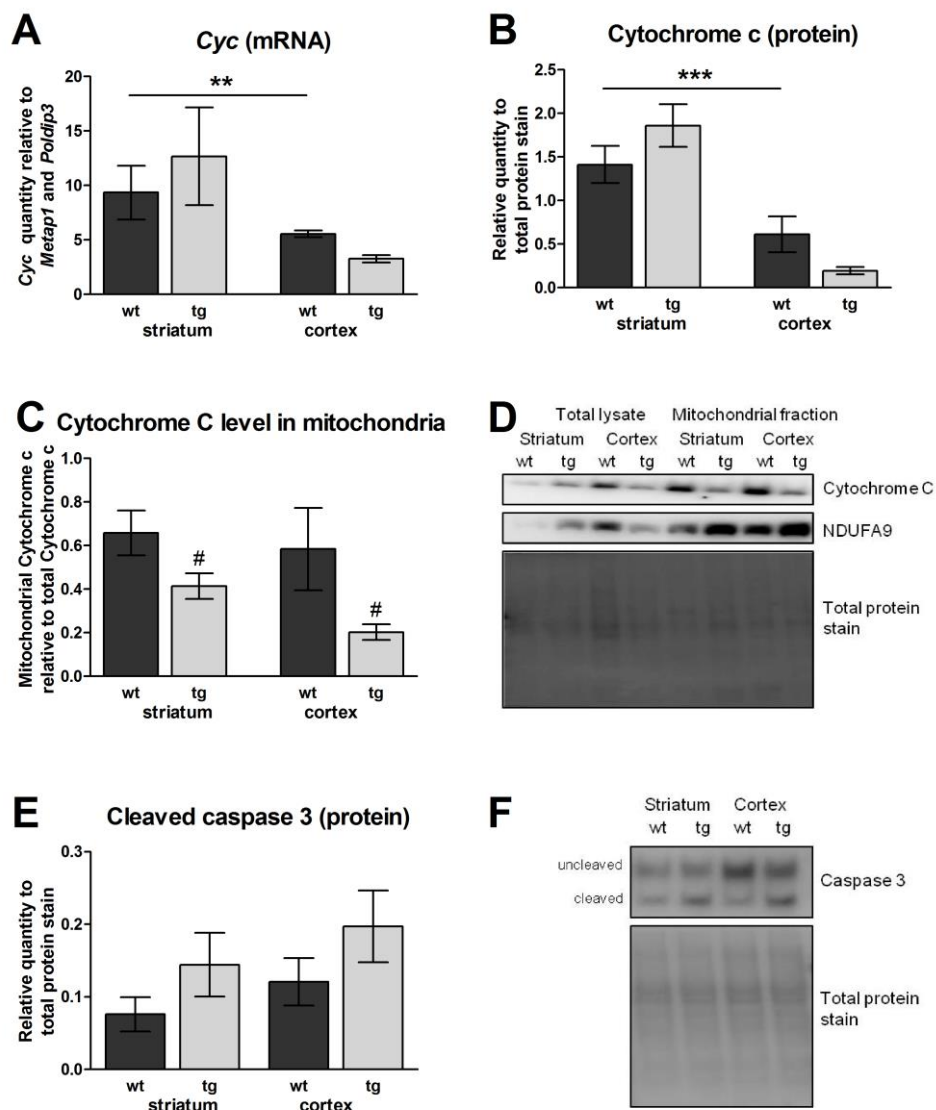 A
Cyc (mRNA)
Cyc quantity relative to
Metap1 and Poldip3
20
15
10
5
0
**
wt
tg
wt
tg
striatum
cortex
B
Cytochrome c (protein)
Relative quantity to
total protein stain
2.5
2.0
1.5
1.0
0.5
0.0
***
wt
tg
wt
tg
striatum
cortex
C
Cytochrome C level in mitochondria
Mitochondrial Cytochrome c
relative to total Cytochrome c
1.0
0.8
0.6
0.4
0.2
0.0
#
#
wt
tg
wt
tg
striatum
cortex
D
Total lysate
Mitochondrial fraction
Striatum
Cortex
Striatum
Cortex
wt
tg
wt
tg
wt
tg
wt
tg
Cytochrome C
NDUFA9
Total protein
stain
E
Cleaved caspase 3 (protein)
Relative quantity to
total protein stain
0.3
0.2
0.1
0.0
wt
tg
wt
tg
striatum
cortex
F
Striatum
Cortex
wt
tg
wt
tg
uncleaved
cleaved
Caspase 3
Total protein
stain